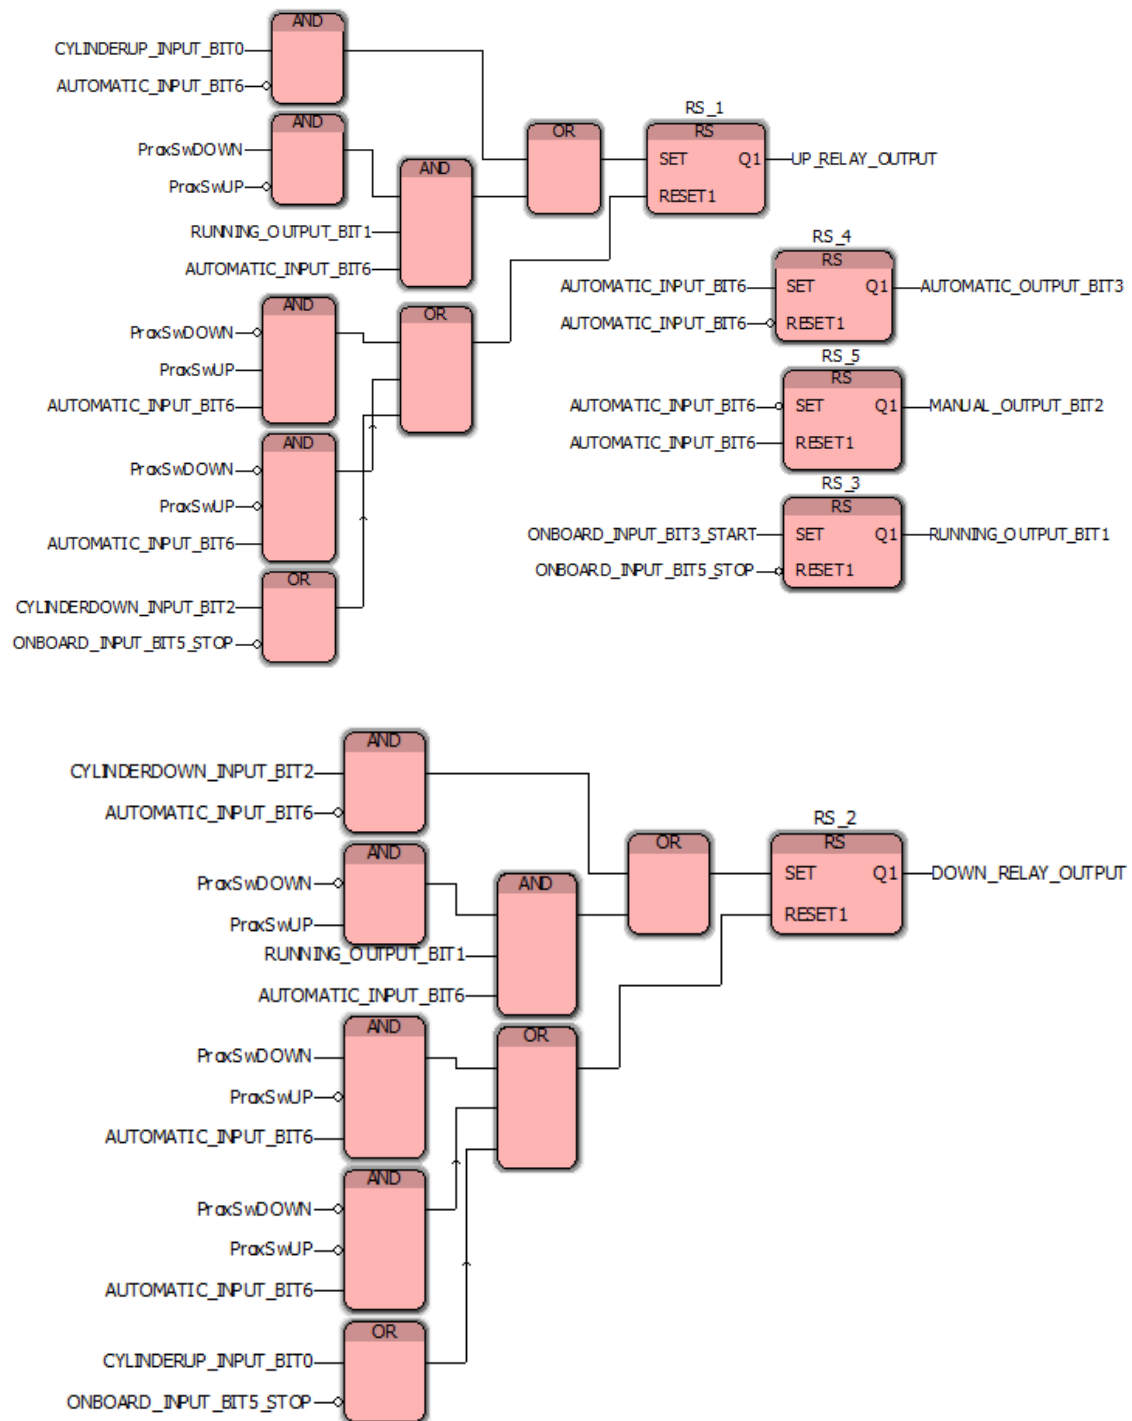 AND
CYLINDERUP_INPUT_BIT0
AUTOMATIC_INPUT_BIT6
AND
ProxSwDOWN
ProxSwUP
AND
RUNNING_OUTPUT_BIT1
AUTOMATIC_INPUT_BIT6
OR
RS_1
RS
SET Q1
RESET1
UP_RELAY_OUTPUT
AND
ProxSwDOWN
ProxSwUP
AUTOMATIC_INPUT_BIT6
OR
AND
ProxSwDOWN
ProxSwUP
AUTOMATIC_INPUT_BIT6
OR
CYLINDERDOWN_INPUT_BIT2
ONBOARD_INPUT_BIT5_STOP
RS_4
RS
AUTOMATIC_INPUT_BIT6 SET Q1 AUTOMATIC_OUTPUT_BIT3
AUTOMATIC_INPUT_BIT6 RESET1
RS_5
RS
AUTOMATIC_INPUT_BIT6 SET Q1 MANUAL_OUTPUT_BIT2
AUTOMATIC_INPUT_BIT6 RESET1
RS_3
RS
ONBOARD_INPUT_BIT3_START SET Q1 RUNNING_OUTPUT_BIT1
ONBOARD_INPUT_BIT5_STOP RESET1
AND
CYLINDERDOWN_INPUT_BIT2
AUTOMATIC_INPUT_BIT6
AND
ProxSwDOWN
ProxSwUP
AND
RUNNING_OUTPUT_BIT1
AUTOMATIC_INPUT_BIT6
OR
RS_2
RS
SET Q1 DOWN_RELAY_OUTPUT
RESET1
AND
ProxSwDOWN
ProxSwUP
AUTOMATIC_INPUT_BIT6
OR
AND
ProxSwDOWN
ProxSwUP
AUTOMATIC_INPUT_BIT6
OR
CYLINDERUP_INPUT_BIT0
ONBOARD_INPUT_BIT5_STOP